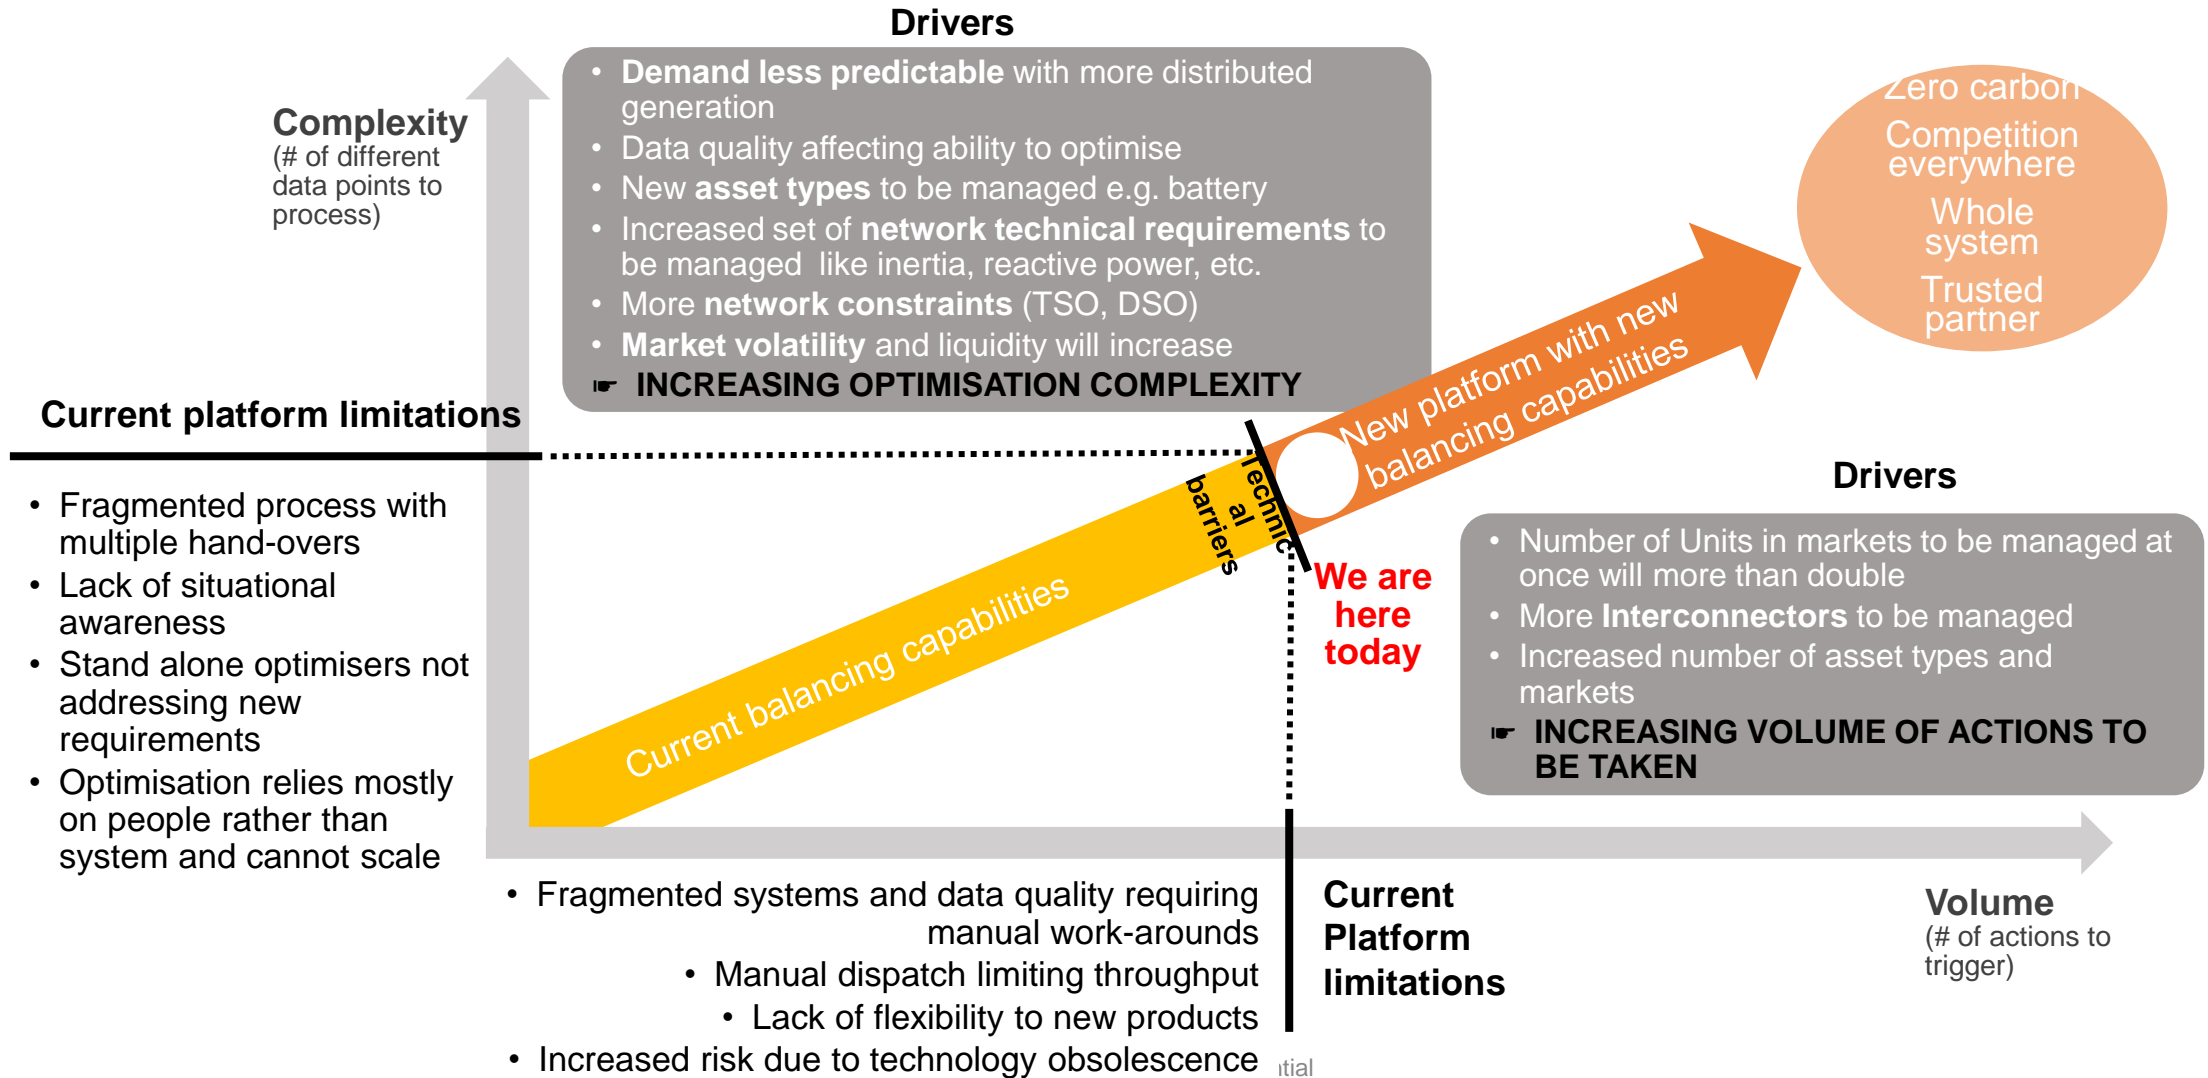 Drivers
• Demand less predictable with more distributed
generation
• Data quality affecting ability to optimise
• New asset types to be managed e.g. battery
• Increased set of network technical requirements to
be managed like inertia, reactive power, etc.
• More network constraints (TSO, DSO)
• Market volatility and liquidity will increase
☛ INCREASING OPTIMISATION COMPLEXITY
Complexity
(# of different
data points to
process)
Zero carbon
Competition
everywhere
Whole
system
Trusted
partner
Current platform limitations
• Fragmented process with
multiple hand-overs
• Lack of situational
awareness
• Stand alone optimisers not
addressing new
requirements
• Optimisation relies mostly
on people rather than
system and cannot scale
Current balancing capabilities
Technic
al
barriers
New platform with new
balancing capabilities
We are
here
today
Drivers
• Number of Units in markets to be managed at
once will more than double
• More Interconnectors to be managed
• Increased number of asset types and
markets
☛ INCREASING VOLUME OF ACTIONS TO
BE TAKEN
• Fragmented systems and data quality requiring
manual work-arounds
• Manual dispatch limiting throughput
• Lack of flexibility to new products
• Increased risk due to technology obsolescence
Current
Platform
limitations
Volume
(# of actions to
trigger)